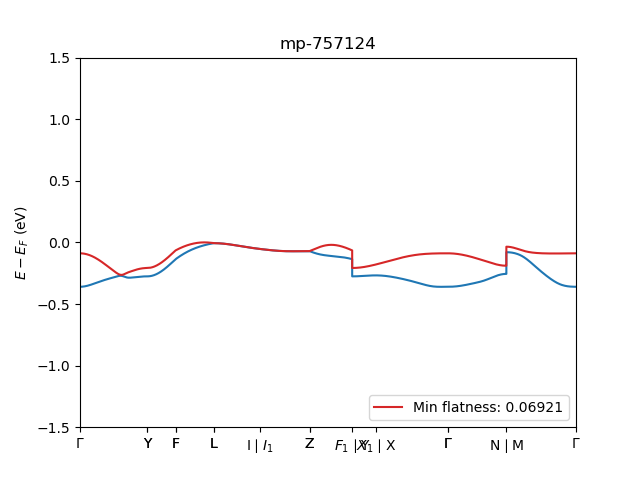 mp-757124
E − E_F (eV)
1.5
1.0
0.5
0.0
−0.5
−1.0
−1.5
Min flatness: 0.06921
Γ Y F L I | I₁ Z F₁ | Y X₁ | X Γ N | M Γ